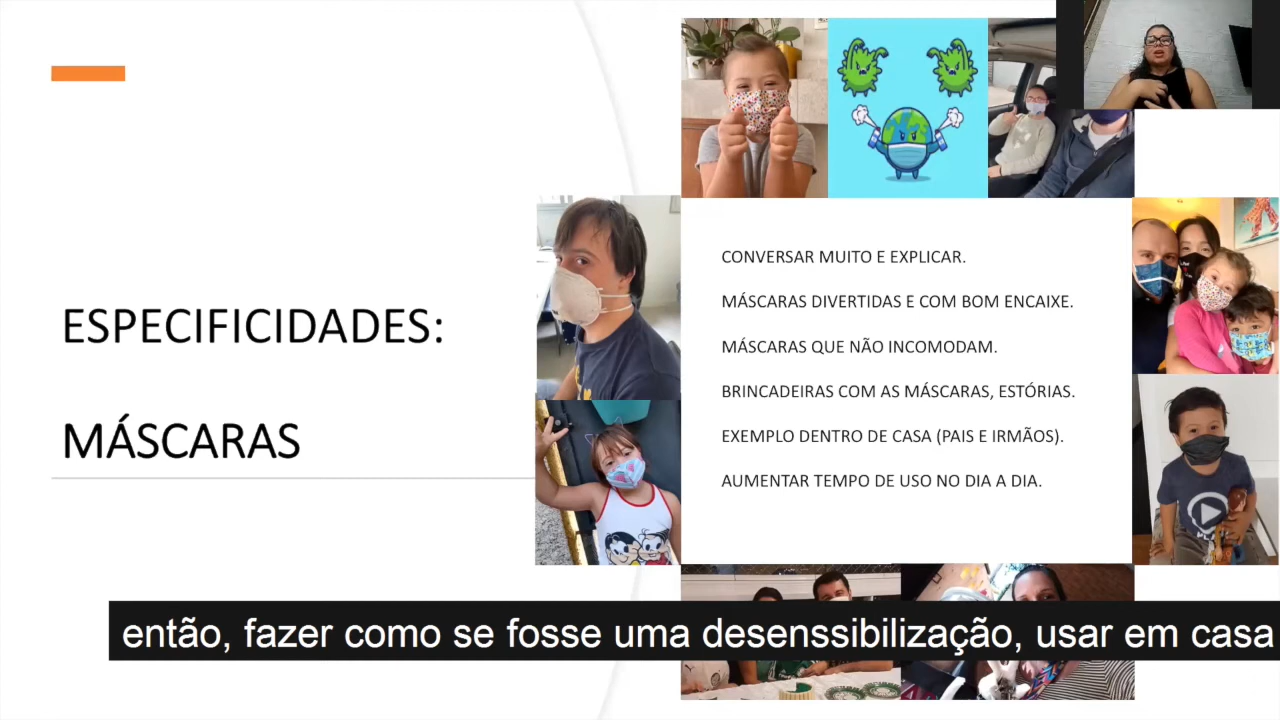 ESPECIFICIDADES:
MÁSCARAS
CONVERSAR MUITO E EXPLICAR.
MÁSCARAS DIVERTIDAS E COM BOM ENCAIXE.
MÁSCARAS QUE NÃO INCOMODAM.
BRINCADEIRAS COM AS MÁSCARAS, ESTÓRIAS.
EXEMPLO DENTRO DE CASA (PAIS E IRMÃOS).
AUMENTAR TEMPO DE USO NO DIA A DIA.
então, fazer como se fosse uma desenssibilização, usar em casa